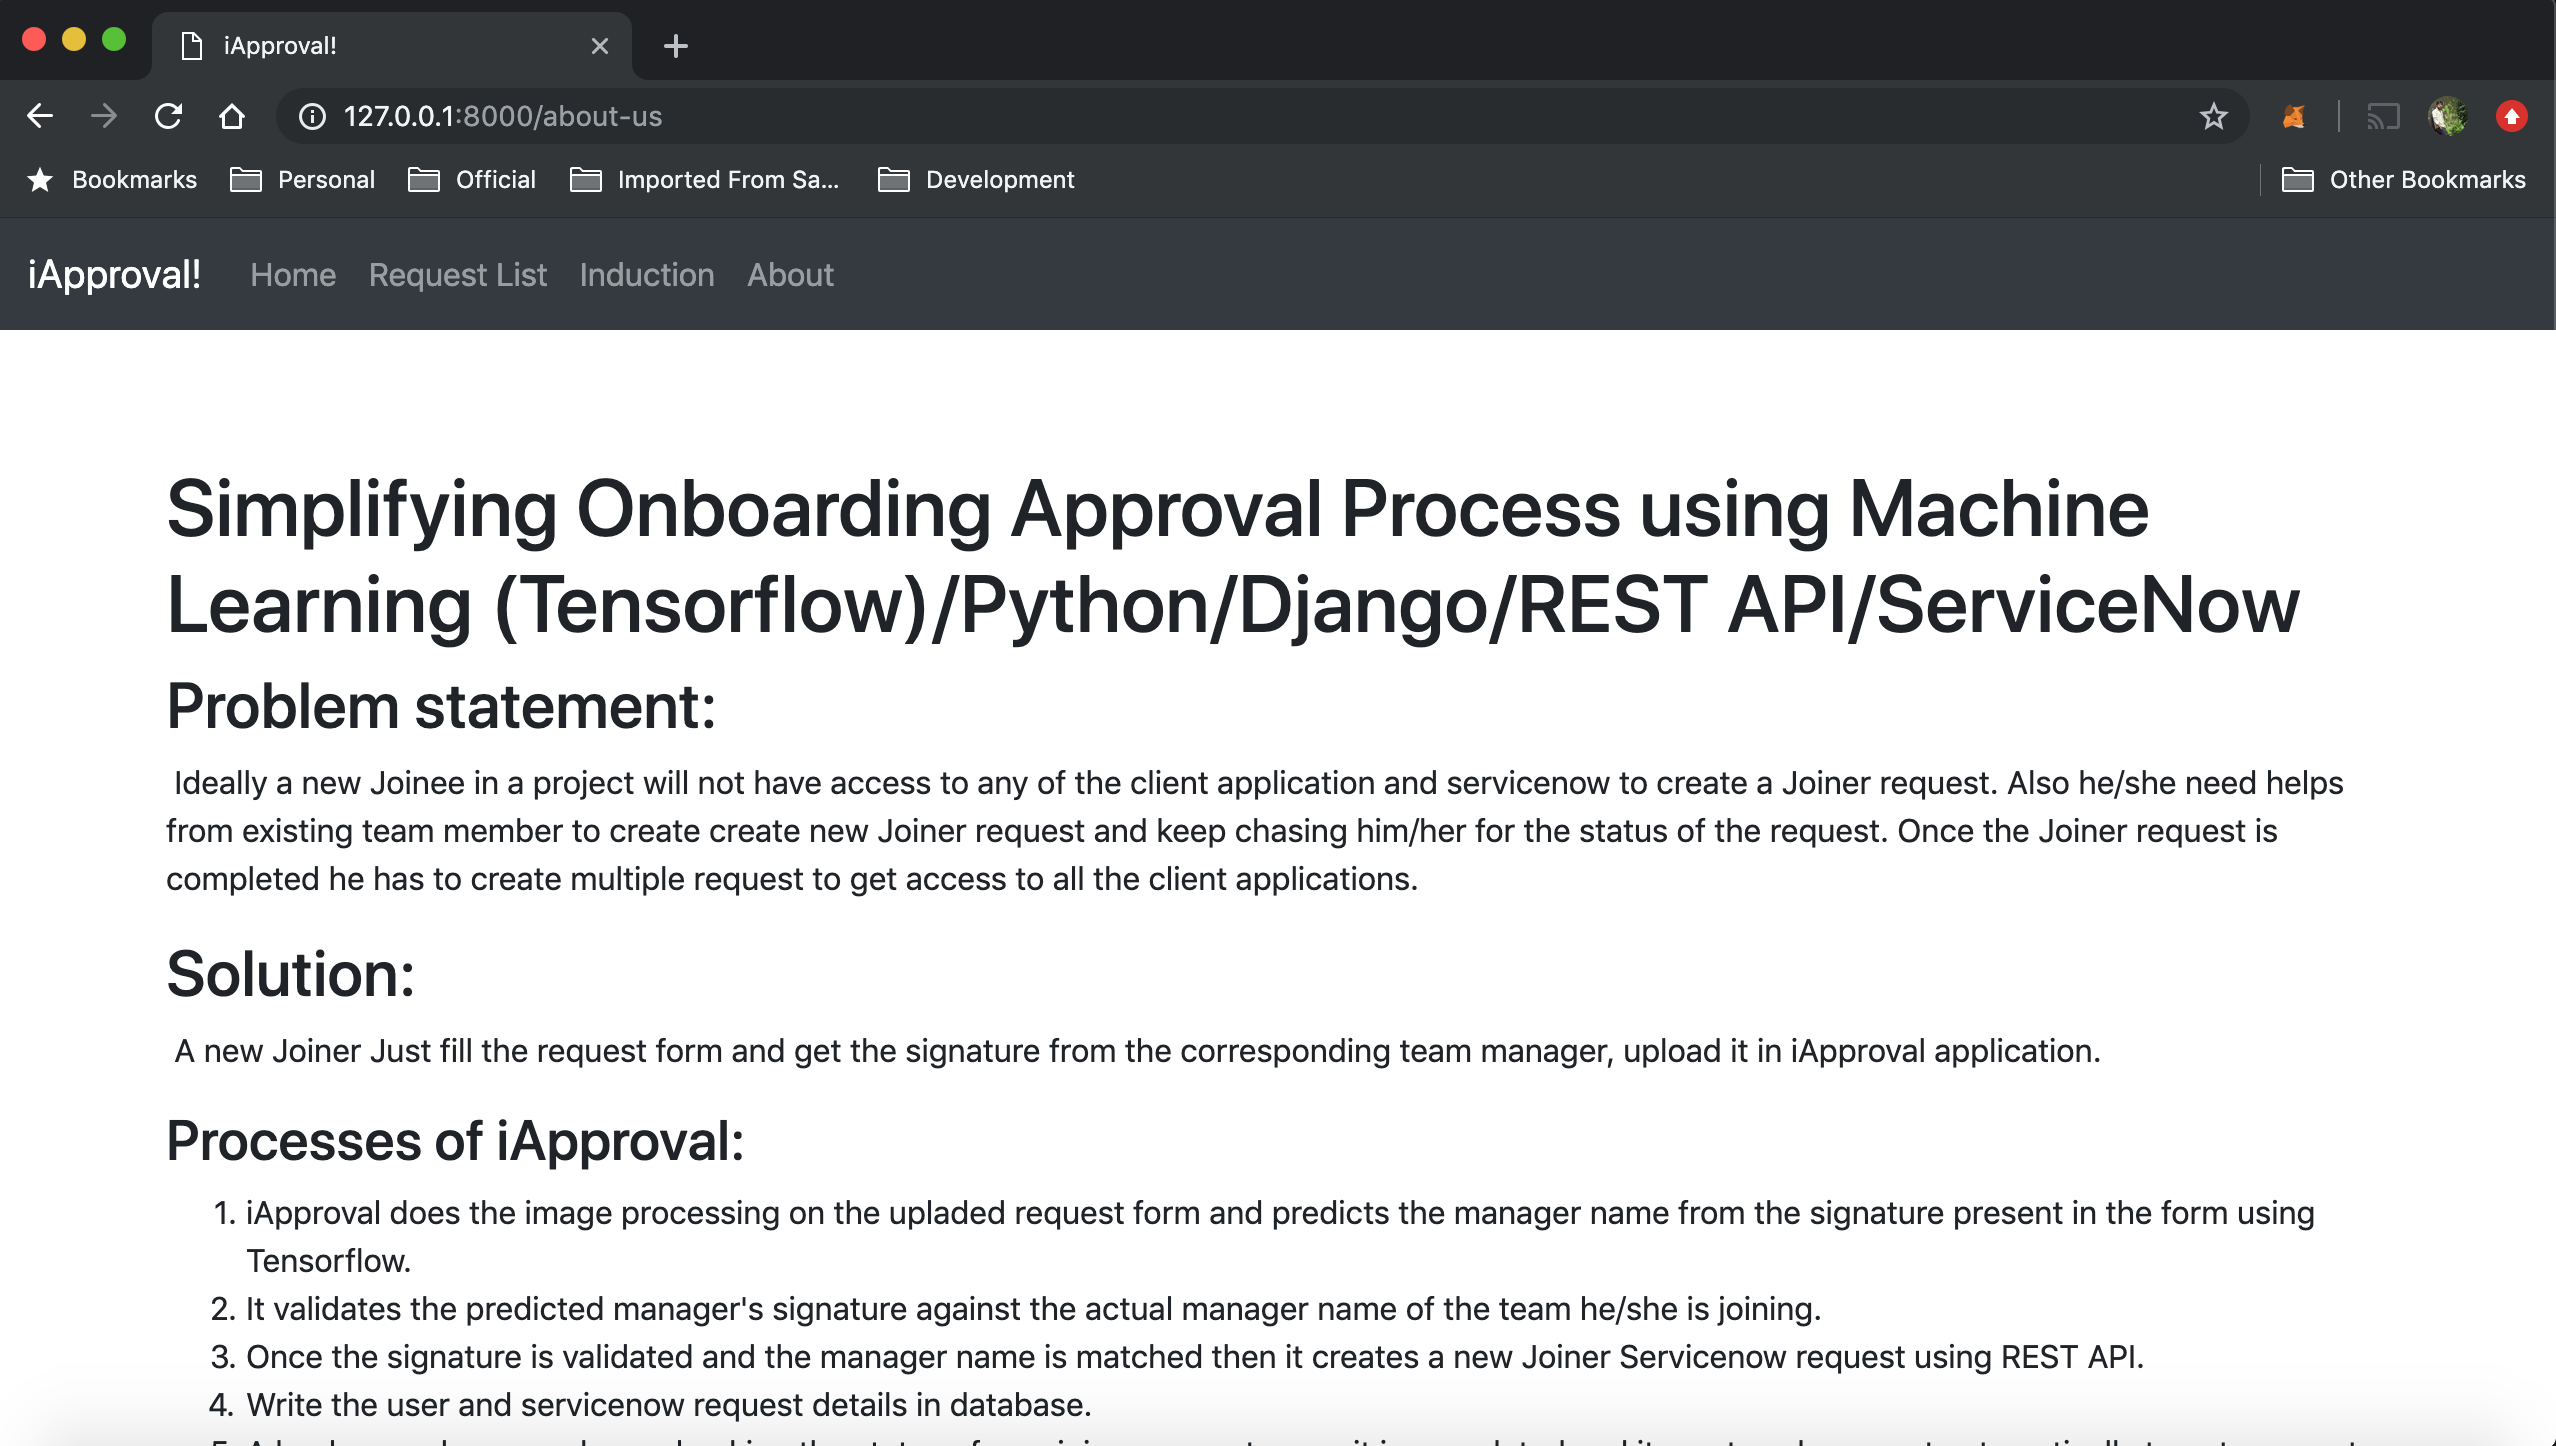 iApproval!
127.0.0.1:8000/about-us
Bookmarks Personal Official Imported From Sa... Development Other Bookmarks
iApproval! Home Request List Induction About
Simplifying Onboarding Approval Process using Machine
Learning (Tensorflow)/Python/Django/REST API/ServiceNow
Problem statement:
Ideally a new Joinee in a project will not have access to any of the client application and servicenow to create a Joiner request. Also he/she need helps
from existing team member to create create new Joiner request and keep chasing him/her for the status of the request. Once the Joiner request is
completed he has to create multiple request to get access to all the client applications.
Solution:
A new Joiner Just fill the request form and get the signature from the corresponding team manager, upload it in iApproval application.
Processes of iApproval:
1. iApproval does the image processing on the upladed request form and predicts the manager name from the signature present in the form using
Tensorflow.
2. It validates the predicted manager's signature against the actual manager name of the team he/she is joining.
3. Once the signature is validated and the manager name is matched then it creates a new Joiner Servicenow request using REST API.
4. Write the user and servicenow request details in database.